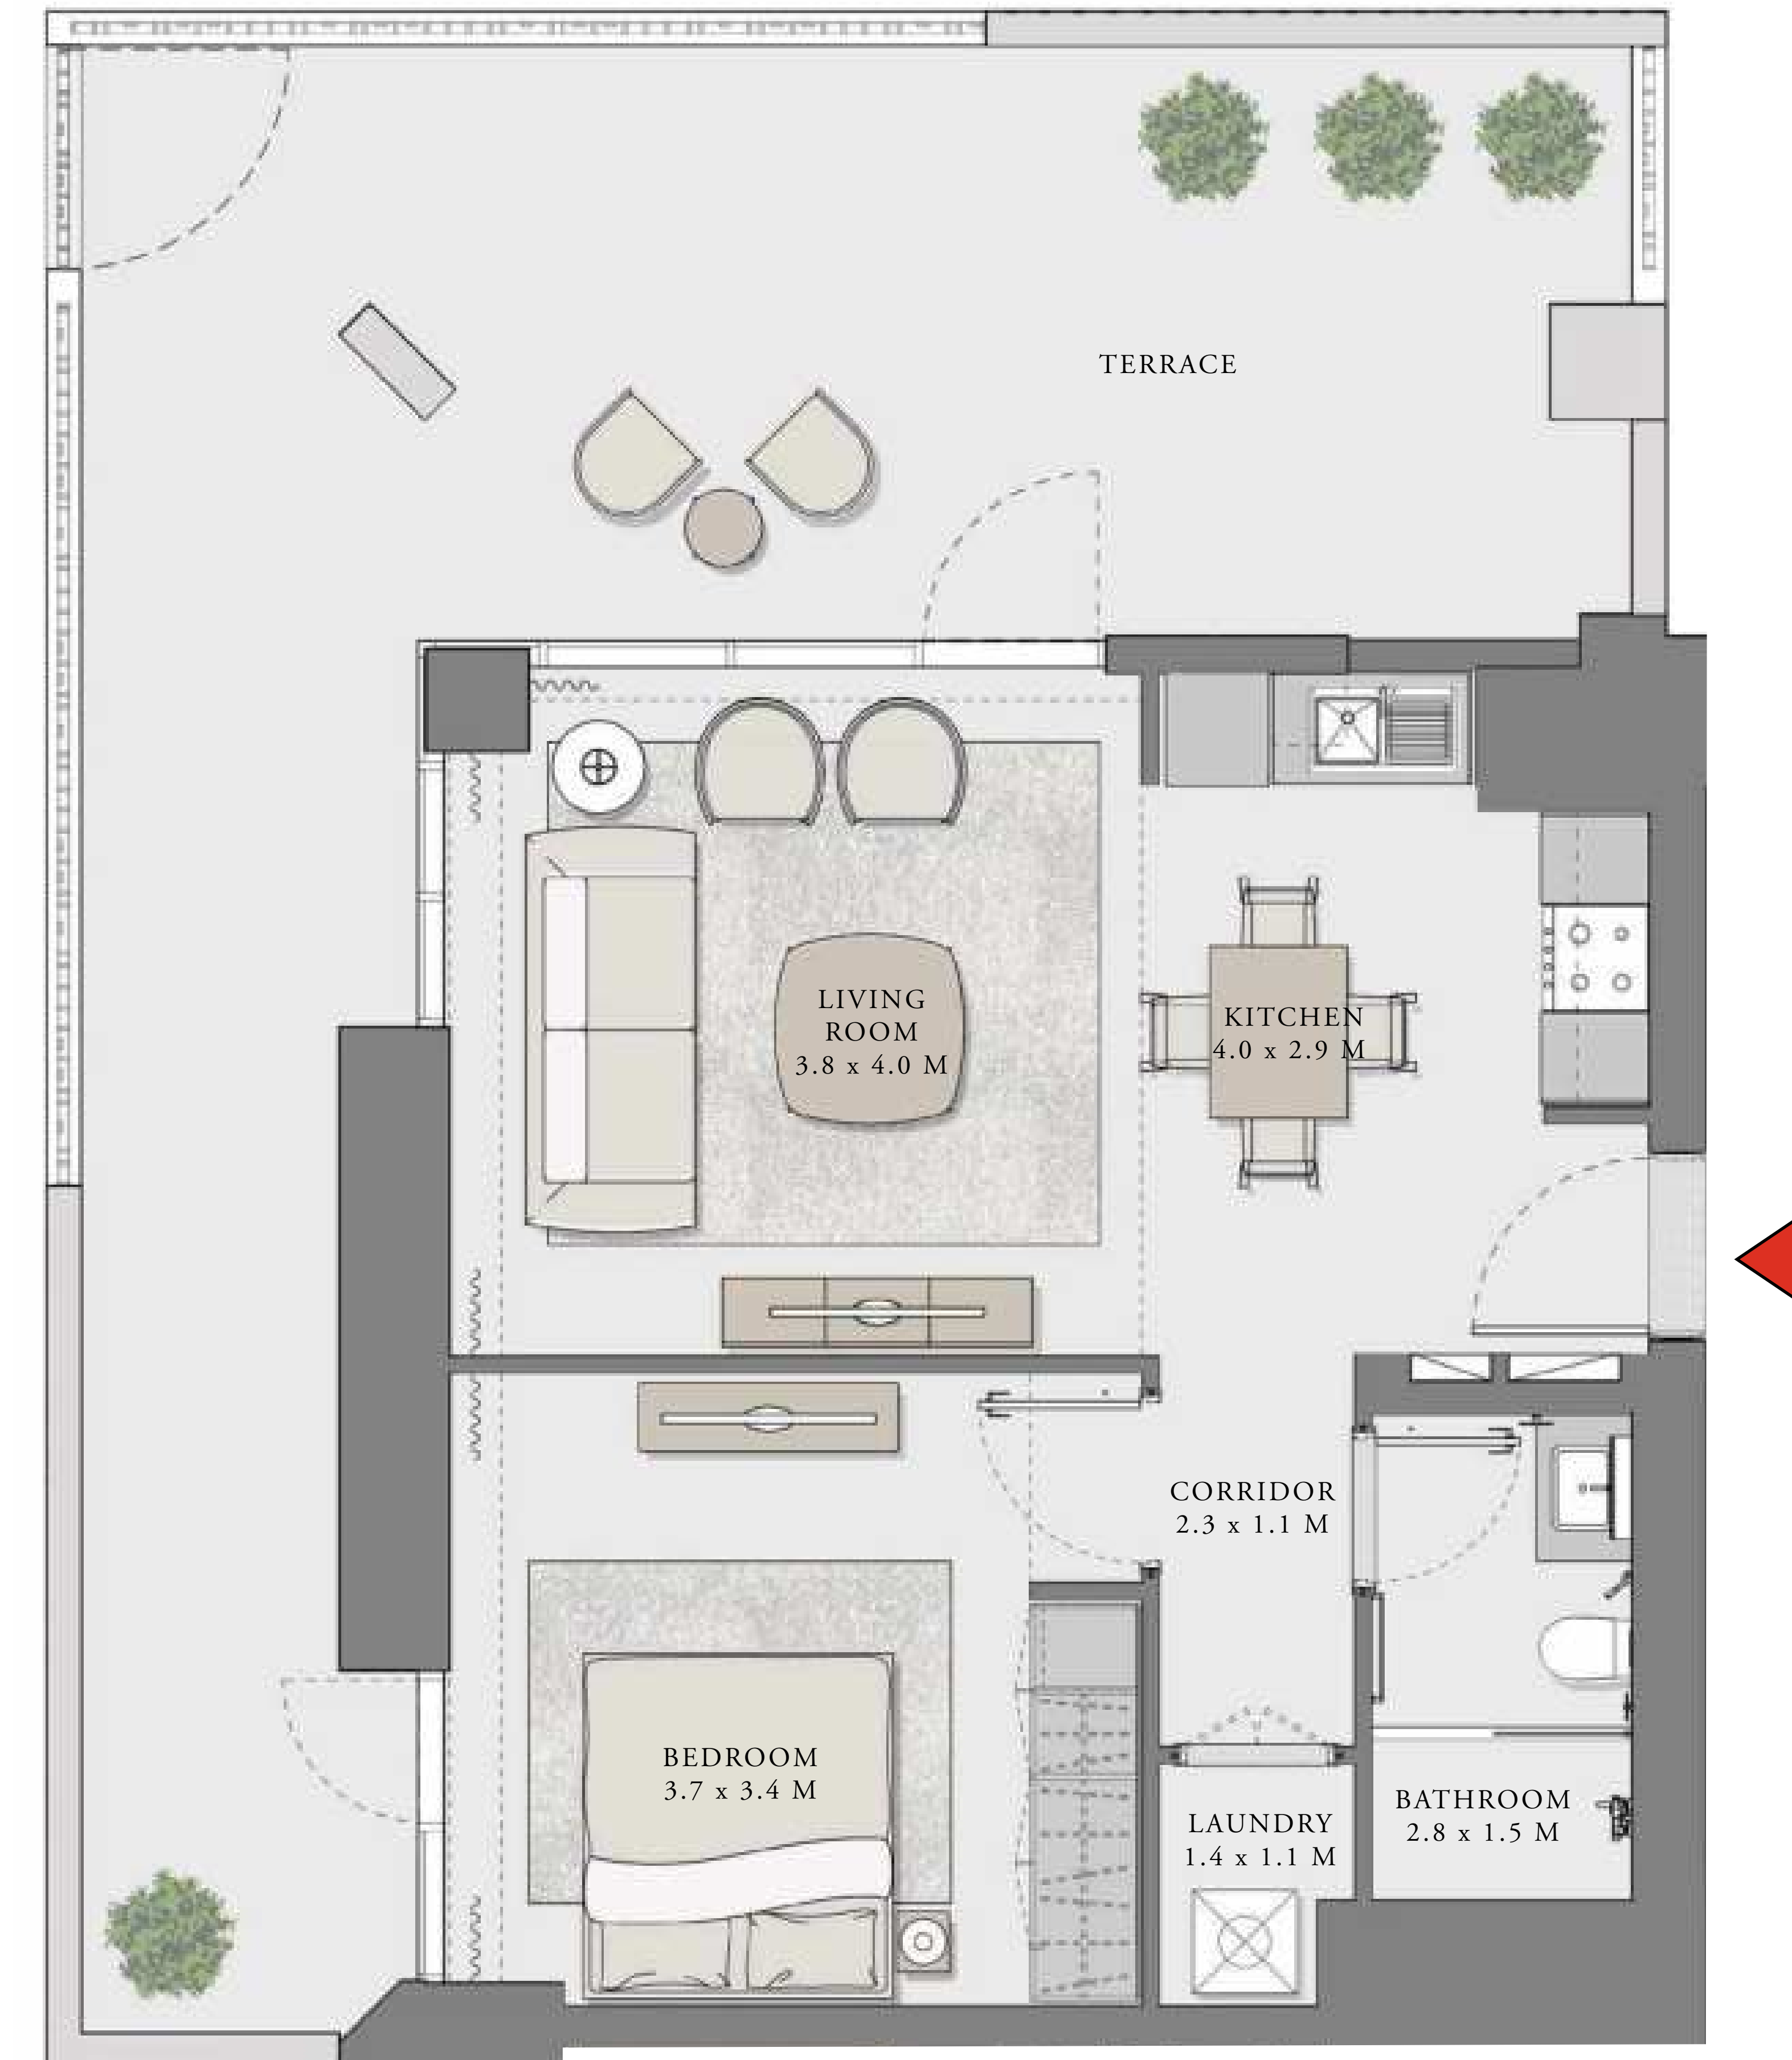 TERRACE
LIVING
ROOM
3.8 x 4.0 M
KITCHEN
4.0 x 2.9 M
CORRIDOR
2.3 x 1.1 M
BEDROOM
3.7 x 3.4 M
LAUNDRY
1.4 x 1.1 M
BATHROOM
2.8 x 1.5 M